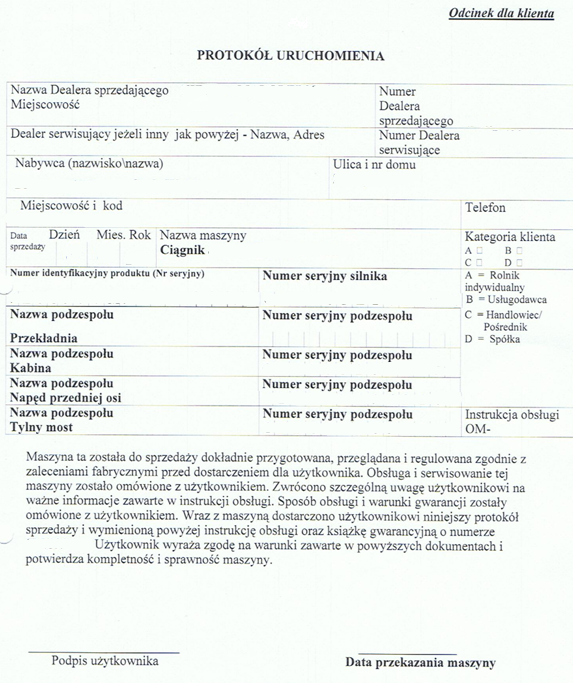 Odcinek dla klienta
PROTOKÓŁ URUCHOMIENIA
Nazwa Dealera sprzedającego
Miejscowość
Numer
Dealera
sprzedającego
Dealer serwisujący jeżeli inny jak powyżej - Nazwa, Adres
Numer Dealera
serwisujące
Nabywca (nazwisko\nazwa)
Ulica i nr domu
Miejscowość i kod
Telefon
Data
sprzedaży
Dzień Mies. Rok
Nazwa maszyny
Ciągnik
Kategoria klienta
A □ B □
C □ D □
A = Rolnik
indywidualny
B = Usługodawca
C = Handlowiec/
Pośrednik
D = Spółka
Numer identyfikacyjny produktu (Nr seryjny)
Numer seryjny silnika
Nazwa podzespołu
Przekładnia
Numer seryjny podzespołu
Nazwa podzespołu
Kabina
Numer seryjny podzespołu
Nazwa podzespołu
Napęd przedniej osi
Numer seryjny podzespołu
Nazwa podzespołu
Tylny most
Numer seryjny podzespołu
Instrukcja obsługi
OM-
Maszyna ta została do sprzedaży dokładnie przygotowana, przeglądana i regulowana zgodnie z
zaleceniami fabrycznymi przed dostarczeniem dla użytkownika. Obsługa i serwisowanie tej
maszyny zostało omówione z użytkownikiem. Zwrócono szczególną uwagę użytkownikowi na
ważne informacje zawarte w instrukcji obsługi. Sposób obsługi i warunki gwarancji zostały
omówione z użytkownikiem. Wraz z maszyną dostarczono użytkownikowi niniejszy protokół
sprzedaży i wymienioną powyżej instrukcję obsługi oraz książkę gwarancyjną o numerze
Użytkownik wyraża zgodę na warunki zawarte w powyższych dokumentach i
potwierdza kompletność i sprawność maszyny.
Podpis użytkownika
Data przekazania maszyny